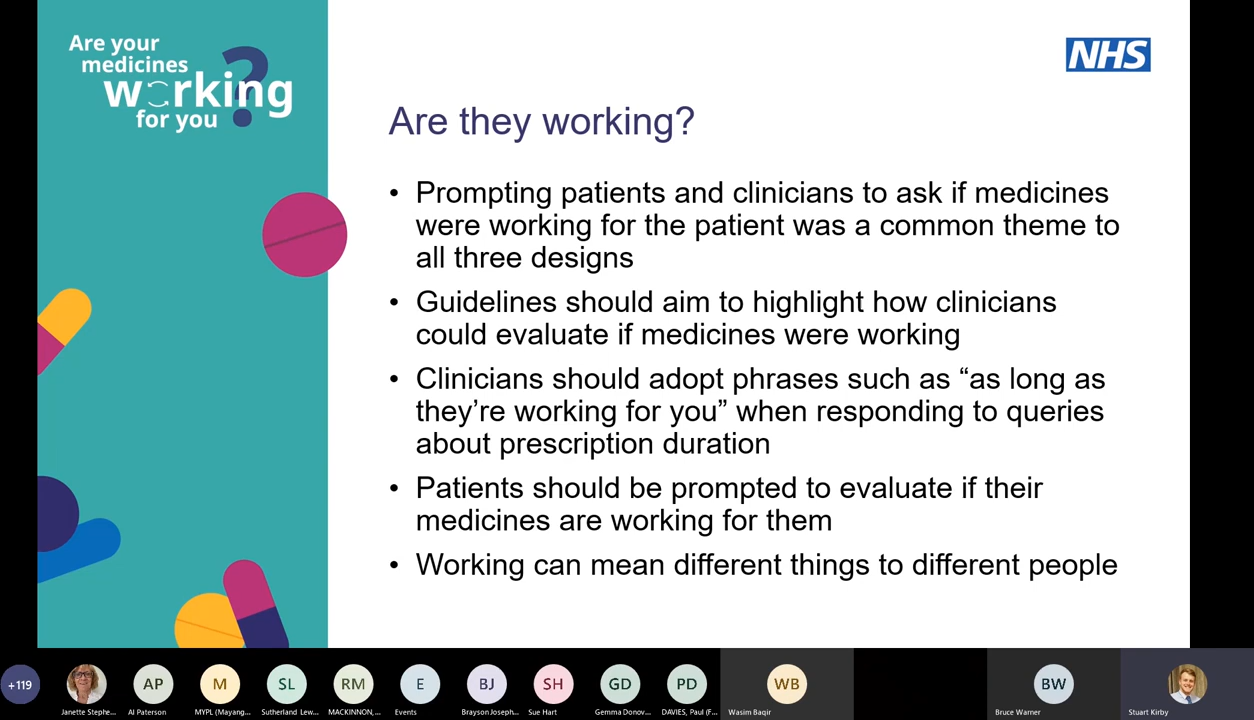 Are your
medicines
working
for you
?
NHS
Are they working?
• Prompting patients and clinicians to ask if medicines
were working for the patient was a common theme to
all three designs
• Guidelines should aim to highlight how clinicians
could evaluate if medicines were working
• Clinicians should adopt phrases such as “as long as
they’re working for you” when responding to queries
about prescription duration
• Patients should be prompted to evaluate if their
medicines are working for them
• Working can mean different things to different people
+119
AP
M
SL
RM
E
BJ
SH
GD
PD
WB
BW
Janette Stephe...
Al Paterson
MYPL (Mayang...
Sutherland Lew...
MACKINNON,...
Events
Brayson Joseph...
Sue Hart
Gemma Donov...
DAVIES, Paul (F...
Wasim Baqir
Bruce Warner
Stuart Kirby